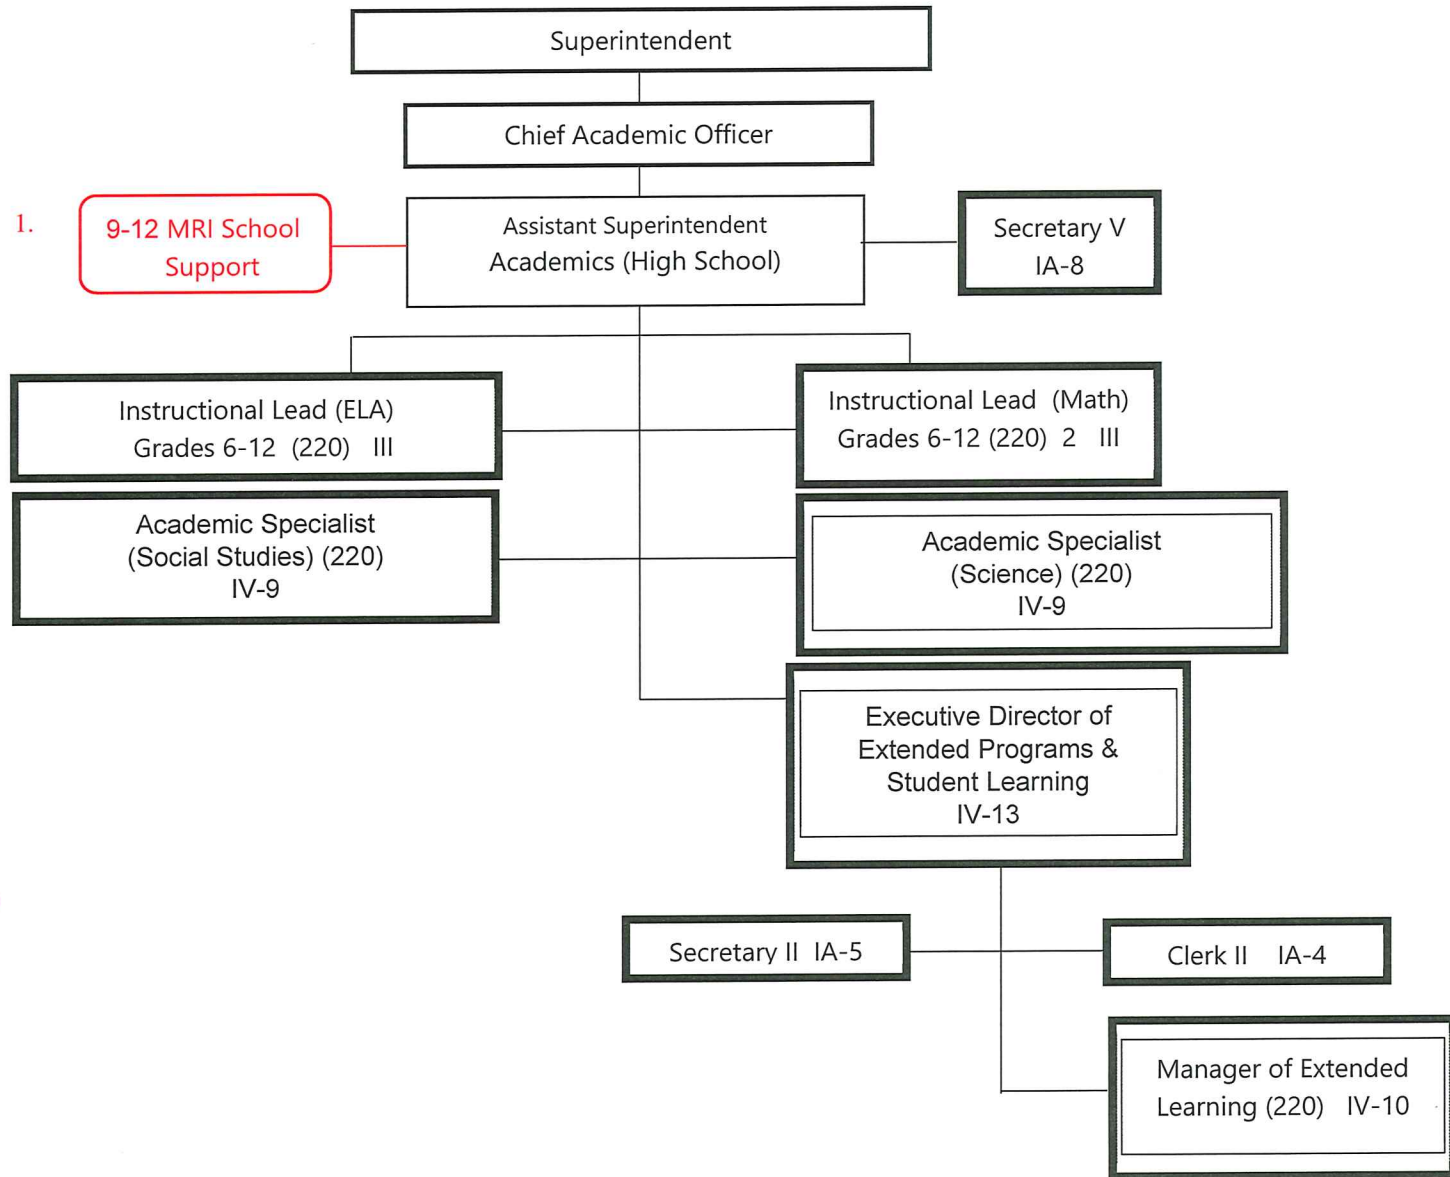 Superintendent
Chief Academic Officer
1.
9-12 MRI School
Support
Assistant Superintendent
Academics (High School)
Secretary V
IA-8
Instructional Lead (ELA)
Grades 6-12 (220) III
Instructional Lead (Math)
Grades 6-12 (220) 2 III
Academic Specialist
(Social Studies) (220)
IV-9
Academic Specialist
(Science) (220)
IV-9
Executive Director of
Extended Programs &
Student Learning
IV-13
Secretary II IA-5
Clerk II IA-4
Manager of Extended
Learning (220) IV-10